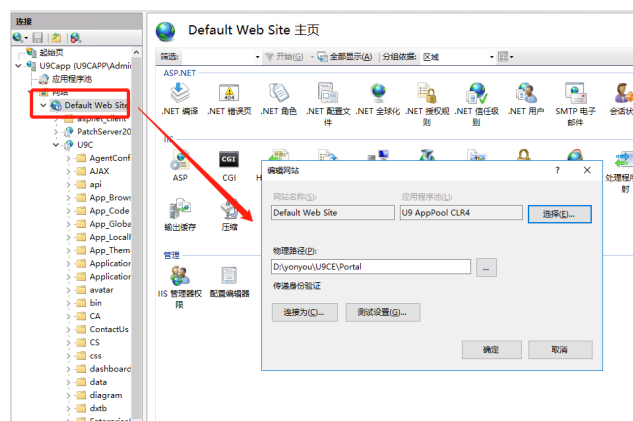 连接
起始页
U9Capp (U9CAPP\Admini
应用程序池
网站
Default Web Site
aspnet_client
PatchServer20
U9C
AgentConf
AJAX
api
App_Brows
App_Code
App_Global
App_LocalR
App_Them
Application
Application
avatar
bin
CA
ContactUs
CS
css
dashboard
data
diagram
dxtb
Default Web Site 主页
筛选:
开始(G)
全部显示(A)
分组依据:
区域
ASP.NET
.NET 编译
.NET 错误页
404
.NET 角色
.NET 配置文件
.NET 全球化
.NET 授权规则
.NET 信任级别
.NET 用户
SMTP 电子邮件
会话状
IIS
ASP
CGI
CGI
处理程序
射
输出缓存
压缩
管理
IIS 管理器权限
配置编辑器
编辑网站
?
网站名称(S):
应用程序池(L):
Default Web Site
U9 AppPool CLR4
选择(E)...
物理路径(P):
D:\yonyou\U9CE\Portal
...
传递身份验证
连接为(C)...
测试设置(G)...
确定
取消